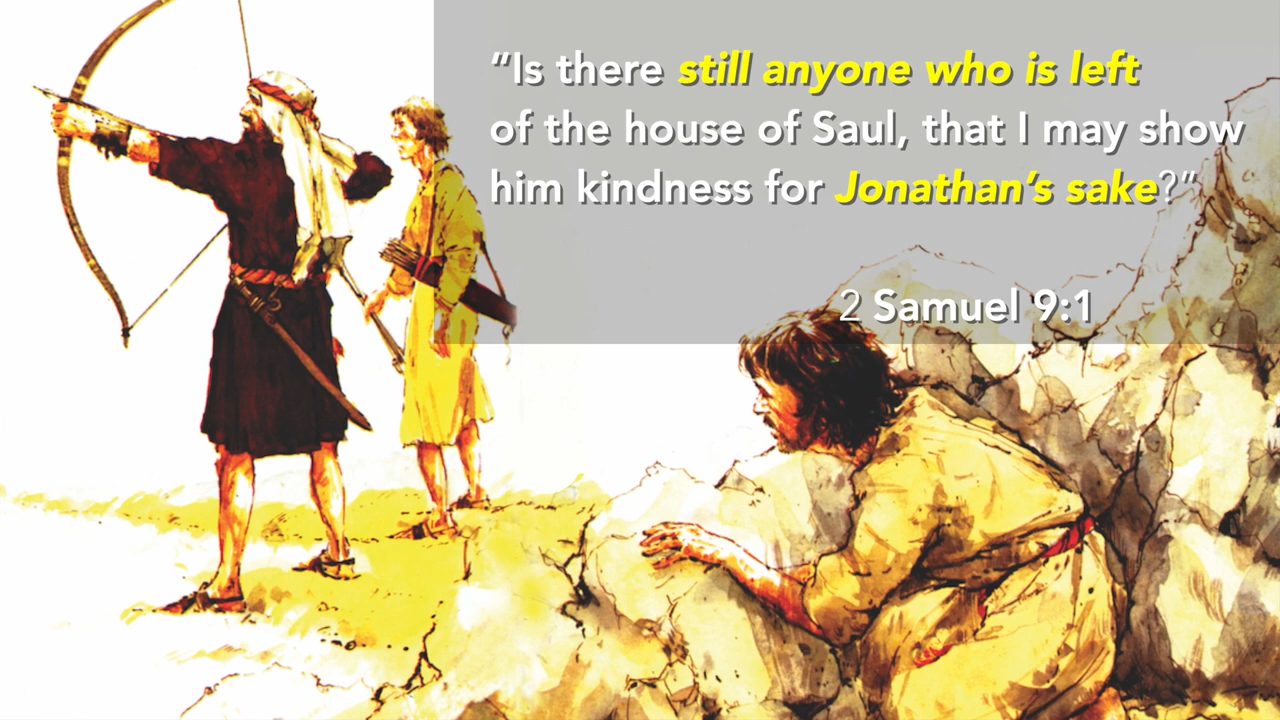 "Is there still anyone who is left
of the house of Saul, that I may show
him kindness for Jonathan's sake?"
2 Samuel 9:1